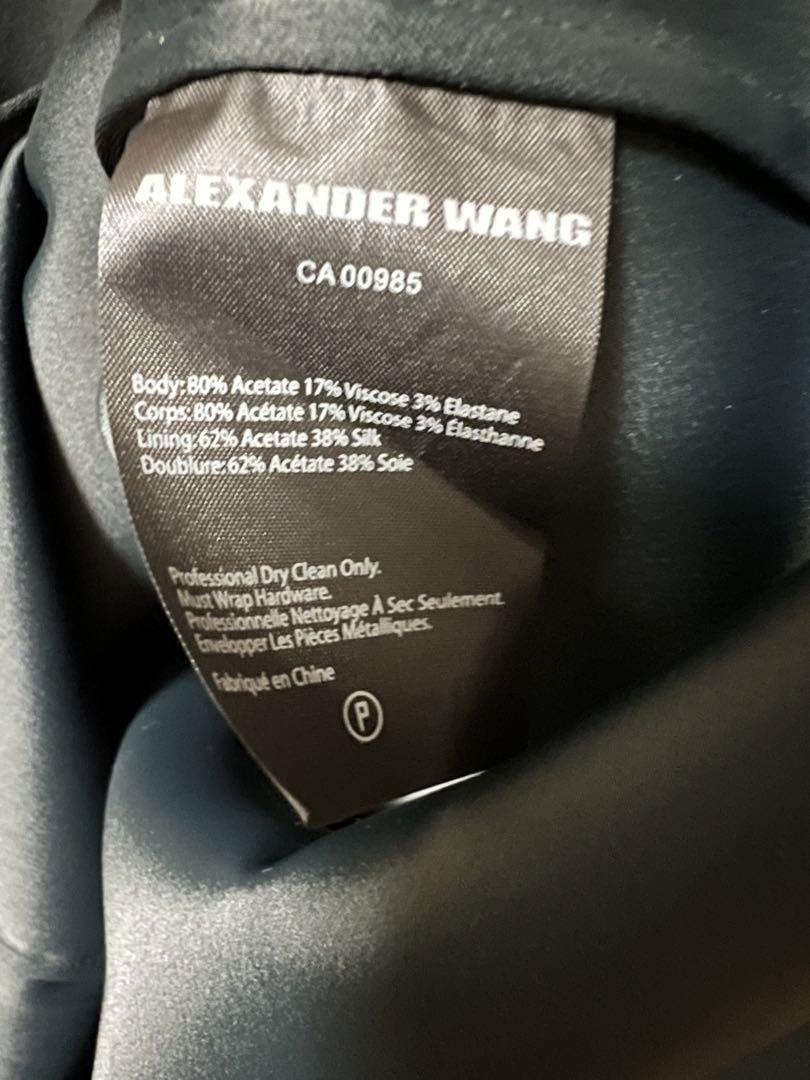 ALEXANDER WANG
CA 00985
Body: 80% Acetate 17% Viscose 3% Elastane
Corps: 80% Acétate 17% Viscose 3% Élasthanne
Lining: 62% Acetate 38% Silk
Doublure: 62% Acétate 38% Soie
Professional Dry Clean Only.
Must Wrap Hardware.
Professionnelle Nettoyage À Sec Seulement.
Envelopper Les Pièces Métalliques.
Fabriqué en Chine
P